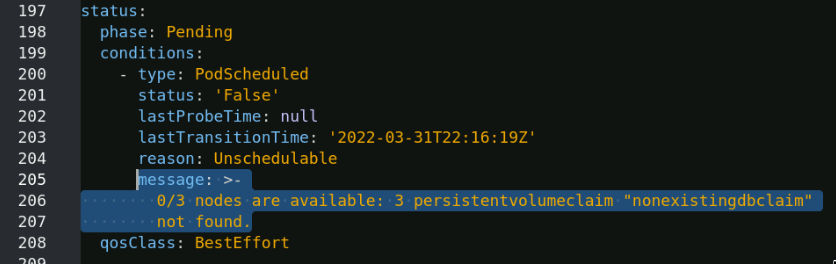 197 status:
198 phase: Pending
199 conditions:
200 - type: PodScheduled
201 status: 'False'
202 lastProbeTime: null
203 lastTransitionTime: '2022-03-31T22:16:19Z'
204 reason: Unschedulable
205 message: >-
206 0/3 nodes are available: 3 persistentvolumeclaim "nonexistingdbclaim"
207 not found.
208 qosClass: BestEffort
209